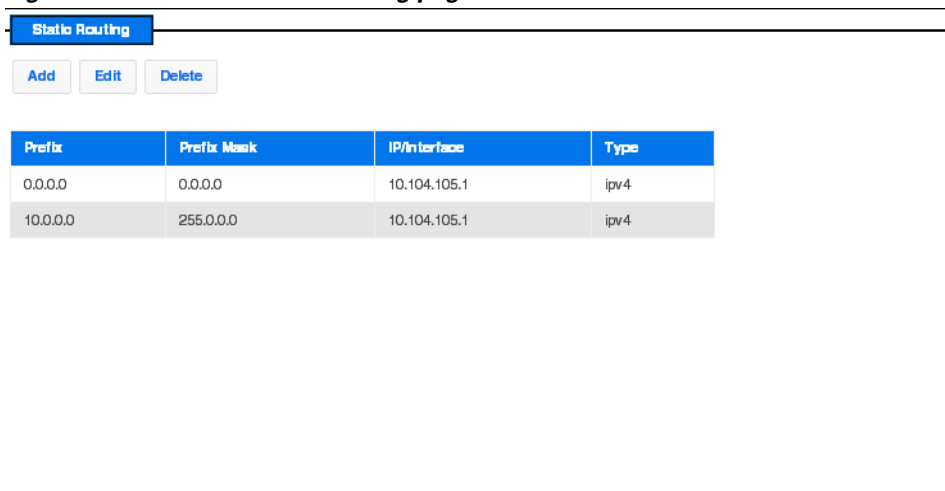 Static Routing
Add Edit Delete
Prefix Prefix Mask IP/Interface Type
0.0.0.0 0.0.0.0 10.104.105.1 ipv4
10.0.0.0 255.0.0.0 10.104.105.1 ipv4